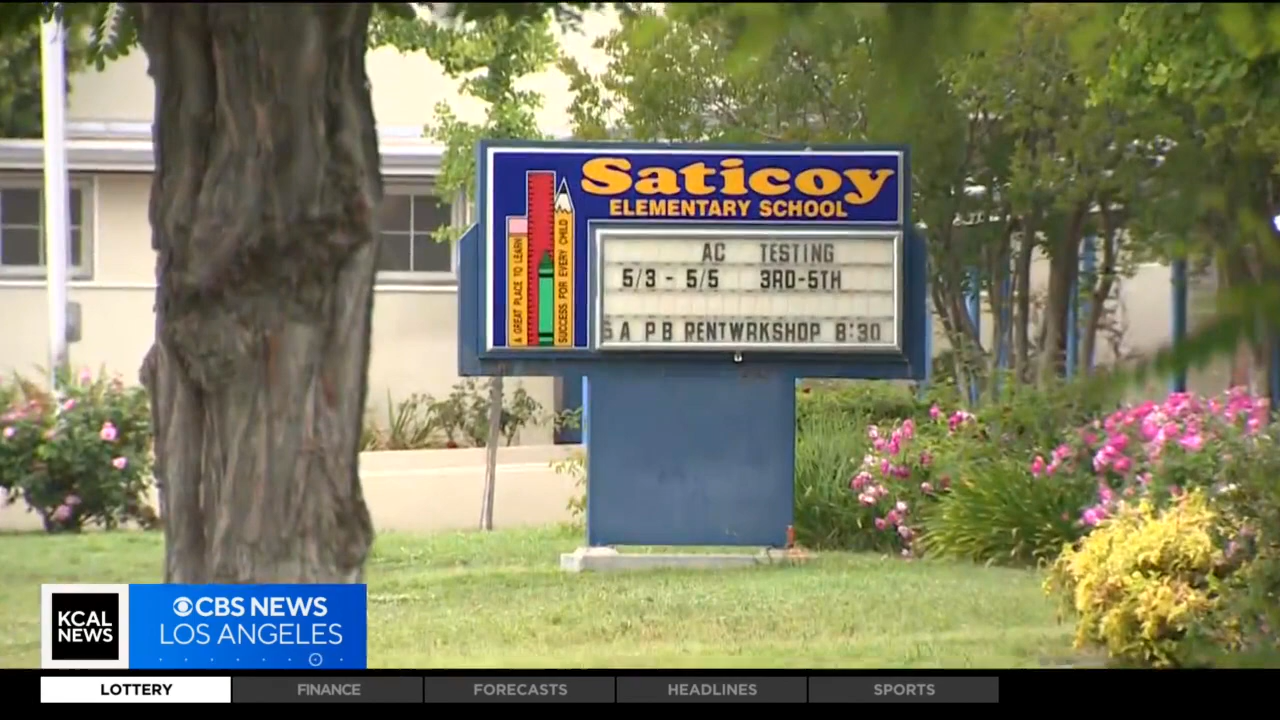 Saticoy
ELEMENTARY SCHOOL
A GREAT PLACE TO LEARN
SUCCESS FOR EVERY CHILD
AC TESTING
5/3 - 5/5 3RD-5TH
A P B RENTWRKSHOP 8:30
KCAL
NEWS
CBS NEWS
LOS ANGELES
LOTTERY
FINANCE
FORECASTS
HEADLINES
SPORTS